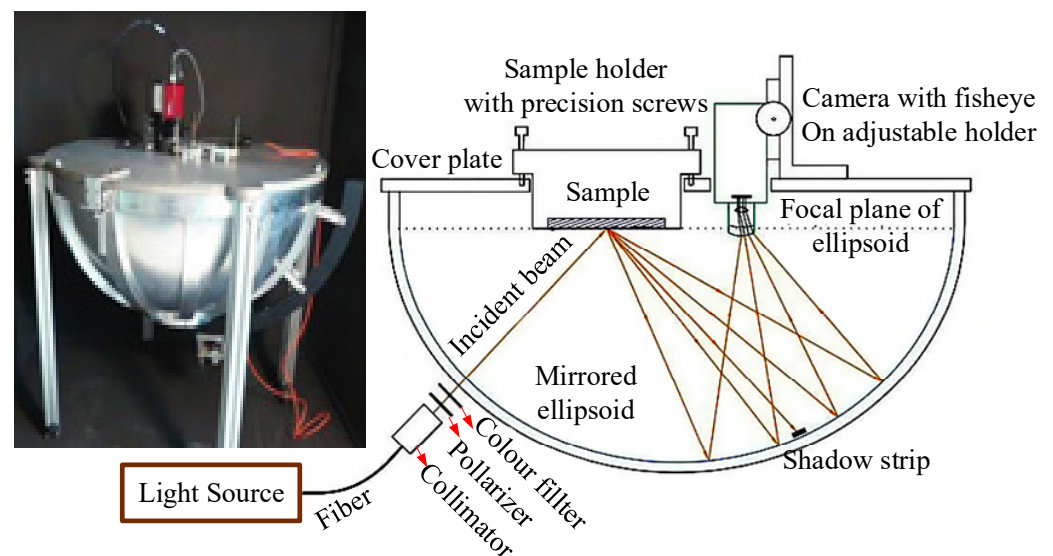 Sample holder
with precision screws
Camera with fisheye
On adjustable holder
Cover plate
Sample
Focal plane of
ellipsoid
Incident beam
Mirrored
ellipsoid
Shadow strip
Colour fillter
Pollarizer
Collimator
Light Source
Fiber